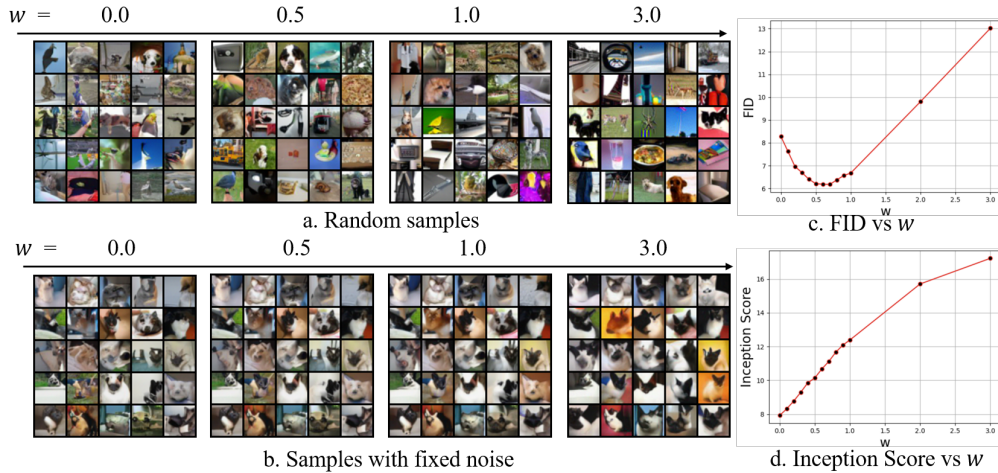 w = 0.0 0.5 1.0 3.0
a. Random samples
w = 0.0 0.5 1.0 3.0
b. Samples with fixed noise
13
12
11
10
9
8
7
6
FID
0.0 0.5 1.0 1.5 2.0 2.5 3.0
w
c. FID vs w
16
14
12
10
8
Inception Score
0.0 0.5 1.0 1.5 2.0 2.5 3.0
w
d. Inception Score vs w